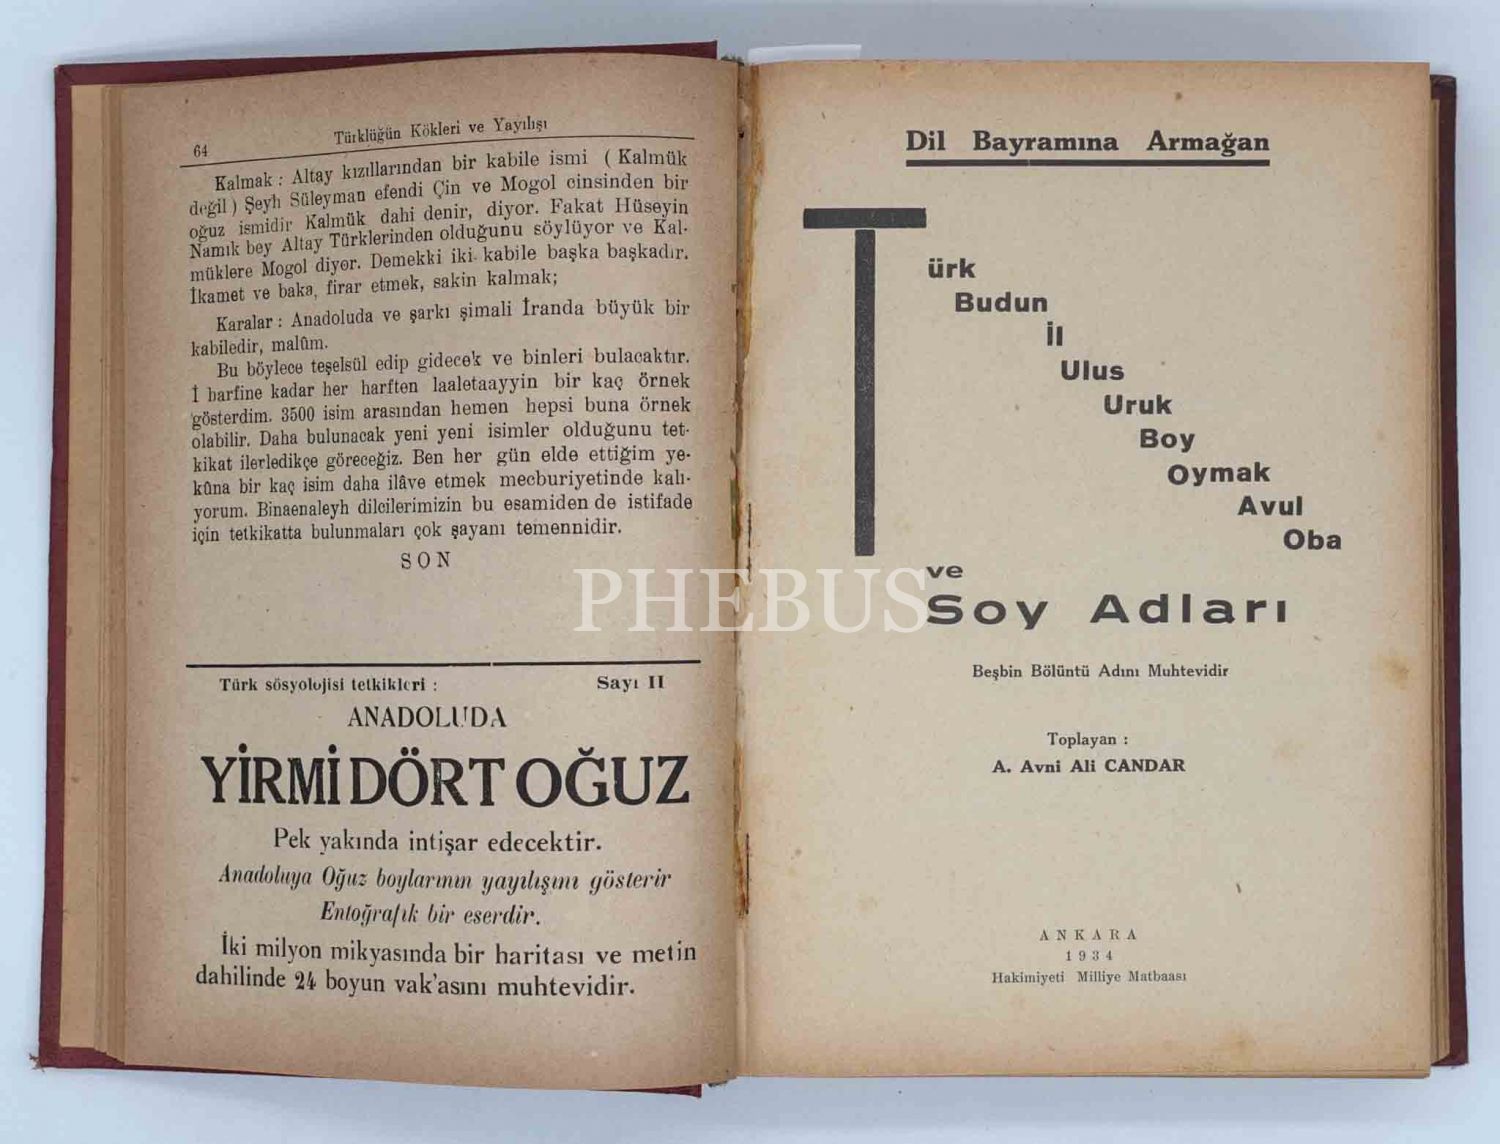 64
Türklüğün Kökleri ve Yayılışı
Kalmak : Altay kızıllarından bir kabile ismi ( Kalmük
değil ) Şeyh Süleyman efendi Çin ve Mogol cinsinden bir
oğuz ismidir Kalmük dahi denir, diyor. Fakat Hüseyin
Namık bey Altay Türklerinden olduğunu söylüyor ve Kal-
müklere Mogol diyor. Demekki iki kabile başka başkadır.
İkamet ve baka, firar etmek, sakin kalmak;
Karalar : Anadoluda ve şarkı şimali İranda büyük bir
kabiledir, malûm.
Bu böylece teşelsül edip gidecek ve binleri bulacaktır.
İ harfine kadar her harften laaletaayyin bir kaç örnek
gösterdim. 3500 isim arasından hemen hepsi buna örnek
olabilir. Daha bulunacak yeni yeni isimler olduğunu tet-
kikat ilerledikçe göreceğiz. Ben her gün elde ettiğim ye-
kûna bir kaç isim daha ilâve etmek mecburiyetinde kalı-
yorum. Binaenaleyh dilcilerimizin bu esamiden de istifade
için tetkikatta bulunmaları çok şayanı temennidir.
SON
Türk sösyolojisi tetkikleri :
Sayı II
ANADOLUDA
YİRMİ DÖRT OĞUZ
Pek yakında intişar edecektir.
Anadoluya Oğuz boylarının yayılışını gösterir
Entoğrafik bir eserdir.
İki milyon mikyasında bir haritası ve metin
dahilinde 24 boyun vak'asını muhtevidir.
Dil Bayramına Armağan
Türk
Budun
İl
Ulus
Uruk
Boy
Oymak
Avul
Oba
ve
Soy Adları
Beşbin Bölüntü Adını Muhtevidir
Toplayan :
A. Avni Ali CANDAR
ANKARA
1934
Hakimiyeti Milliye Matbaası
PHEBUS